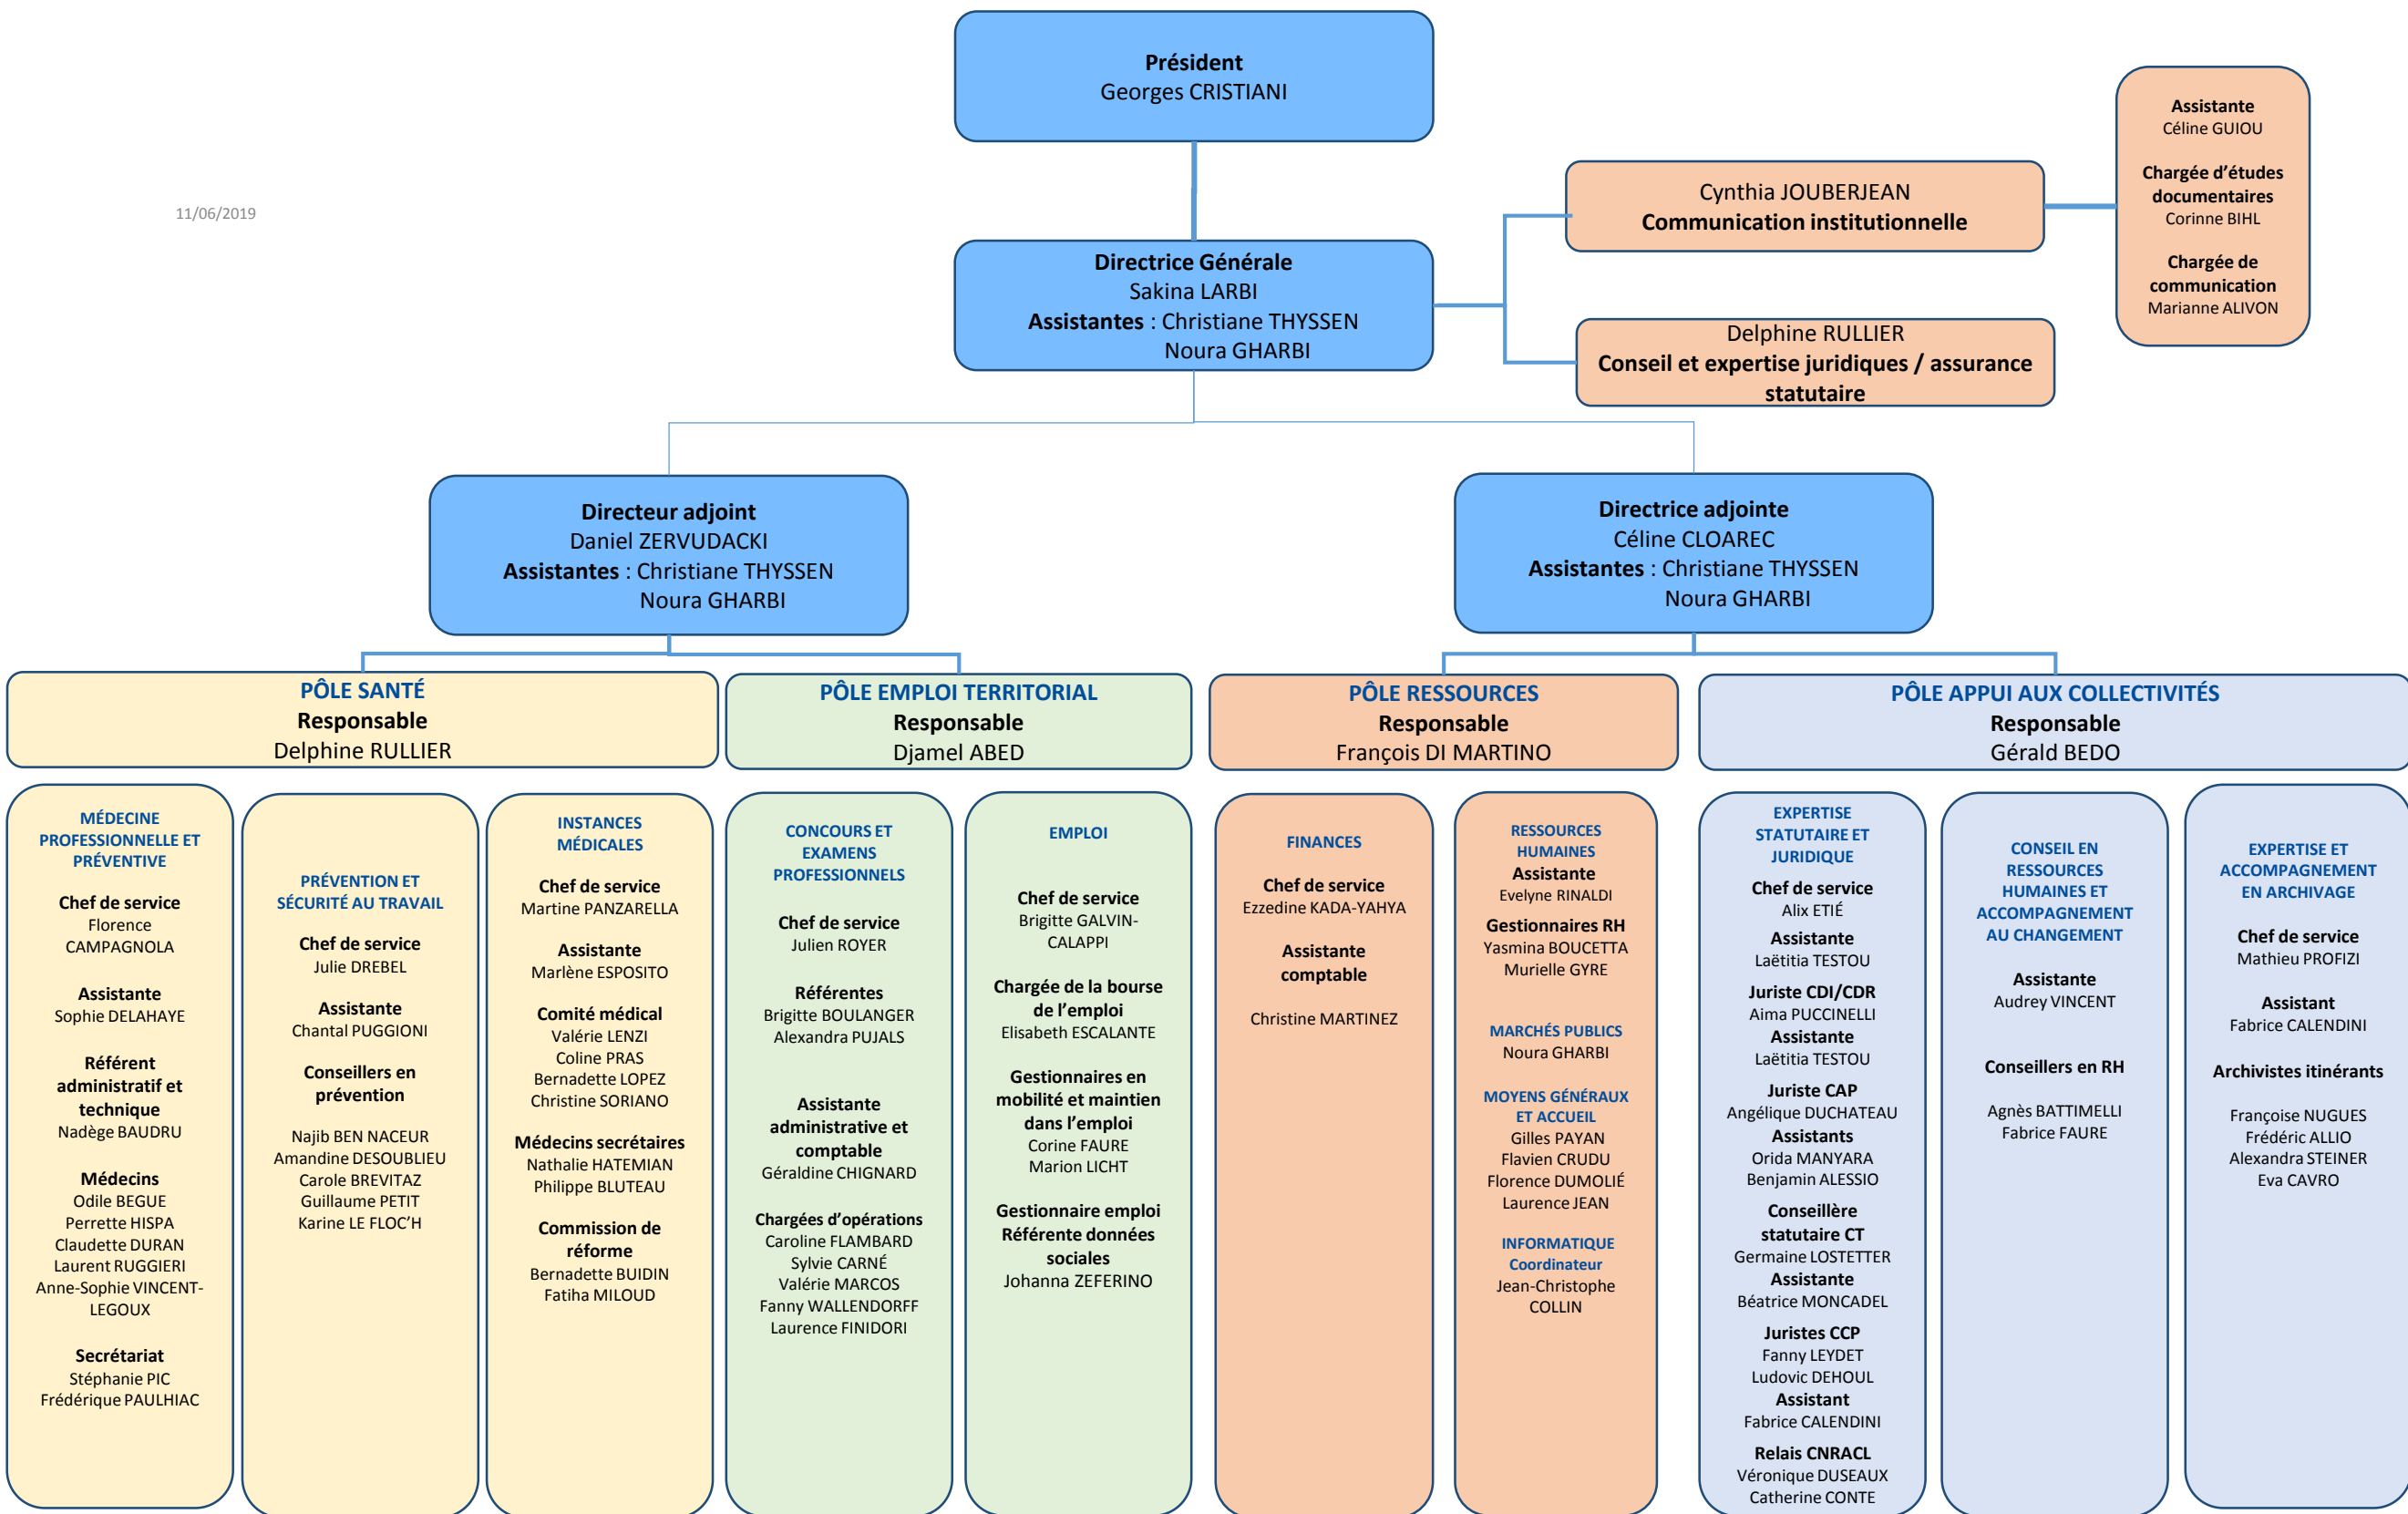 Président
Georges CRISTIANI
Assistante
Céline GUIOU
Chargée d'études
documentaires
Corinne BIHL
Chargée de
communication
Marianne ALIVON
Cynthia JOUBERJEAN
Communication institutionnelle
11/06/2019
Directrice Générale
Sakina LARBI
Assistantes : Christiane THYSSEN
Noura GHARBI
Delphine RULLIER
Conseil et expertise juridiques / assurance
statutaire
Directeur adjoint
Daniel ZERVUDACKI
Assistantes : Christiane THYSSEN
Noura GHARBI
Directrice adjointe
Céline CLOAREC
Assistantes : Christiane THYSSEN
Noura GHARBI
PÔLE SANTÉ
Responsable
Delphine RULLIER
PÔLE EMPLOI TERRITORIAL
Responsable
Djamel ABED
PÔLE RESSOURCES
Responsable
François DI MARTINO
PÔLE APPUI AUX COLLECTIVITÉS
Responsable
Gérald BEDO
MÉDECINE
PROFESSIONNELLE ET
PRÉVENTIVE
Chef de service
Florence
CAMPAGNOLA
Assistante
Sophie DELAHAYE
Référent
administratif et
technique
Nadège BAUDRU
Médecins
Odile BEGUE
Perrette HISPA
Claudette DURAN
Laurent RUGGIERI
Anne-Sophie VINCENT-
LEGOUX
Secrétariat
Stéphanie PIC
Frédérique PAULHIAC
PRÉVENTION ET
SÉCURITÉ AU TRAVAIL
Chef de service
Julie DREBEL
Assistante
Chantal PUGGIONI
Conseillers en
prévention
Najib BEN NACEUR
Amandine DESOUBLIEU
Carole BREVITAZ
Guillaume PETIT
Karine LE FLOC'H
INSTANCES
MÉDICALES
Chef de service
Martine PANZARELLA
Assistante
Marlène ESPOSITO
Comité médical
Valérie LENZI
Coline PRAS
Bernadette LOPEZ
Christine SORIANO
Médecins secrétaires
Nathalie HATEMIAN
Philippe BLUTEAU
Commission de
réforme
Bernadette BUIDIN
Fatiha MILOUD
CONCOURS ET
EXAMENS
PROFESSIONNELS
Chef de service
Julien ROYER
Référentes
Brigitte BOULANGER
Alexandra PUJALS
Assistante
administrative et
comptable
Géraldine CHIGNARD
Chargées d'opérations
Caroline FLAMBARD
Sylvie CARNÉ
Valérie MARCOS
Fanny WALLENDORFF
Laurence FINIDORI
EMPLOI
Chef de service
Brigitte GALVIN-
CALAPPI
Chargée de la bourse
de l'emploi
Elisabeth ESCALANTE
Gestionnaires en
mobilité et maintien
dans l'emploi
Corine FAURE
Marion LICHT
Gestionnaire emploi
Référente données
sociales
Johanna ZEFERINO
FINANCES
Chef de service
Ezzedine KADA-YAHYA
Assistante
comptable
Christine MARTINEZ
RESSOURCES
HUMAINES
Assistante
Evelyne RINALDI
Gestionnaires RH
Yasmina BOUCETTA
Murielle GYRE
MARCHÉS PUBLICS
Noura GHARBI
MOYENS GÉNÉRAUX
ET ACCUEIL
Gilles PAYAN
Flavien CRUDU
Florence DUMOLIÉ
Laurence JEAN
INFORMATIQUE
Coordinateur
Jean-Christophe
COLLIN
EXPERTISE
STATUTAIRE ET
JURIDIQUE
Chef de service
Alix ETIÉ
Assistante
Laëtitia TESTOU
Juriste CDI/CDR
Aima PUCCINELLI
Assistante
Laëtitia TESTOU
Juriste CAP
Angélique DUCHATEAU
Assistants
Orida MANYARA
Benjamin ALESSIO
Conseillère
statutaire CT
Germaine LOSTETTER
Assistante
Béatrice MONCADEL
Juristes CCP
Fanny LEYDET
Ludovic DEHOUL
Assistant
Fabrice CALENDINI
Relais CNRACL
Véronique DUSEAUX
Catherine CONTE
CONSEIL EN
RESSOURCES
HUMAINES ET
ACCOMPAGNEMENT
AU CHANGEMENT
Assistante
Audrey VINCENT
Conseillers en RH
Agnès BATTIMELLI
Fabrice FAURE
EXPERTISE ET
ACCOMPAGNEMENT
EN ARCHIVAGE
Chef de service
Mathieu PROFIZI
Assistant
Fabrice CALENDINI
Archivistes itinérants
Françoise NUGUES
Frédéric ALLIO
Alexandra STEINER
Eva CAVRO